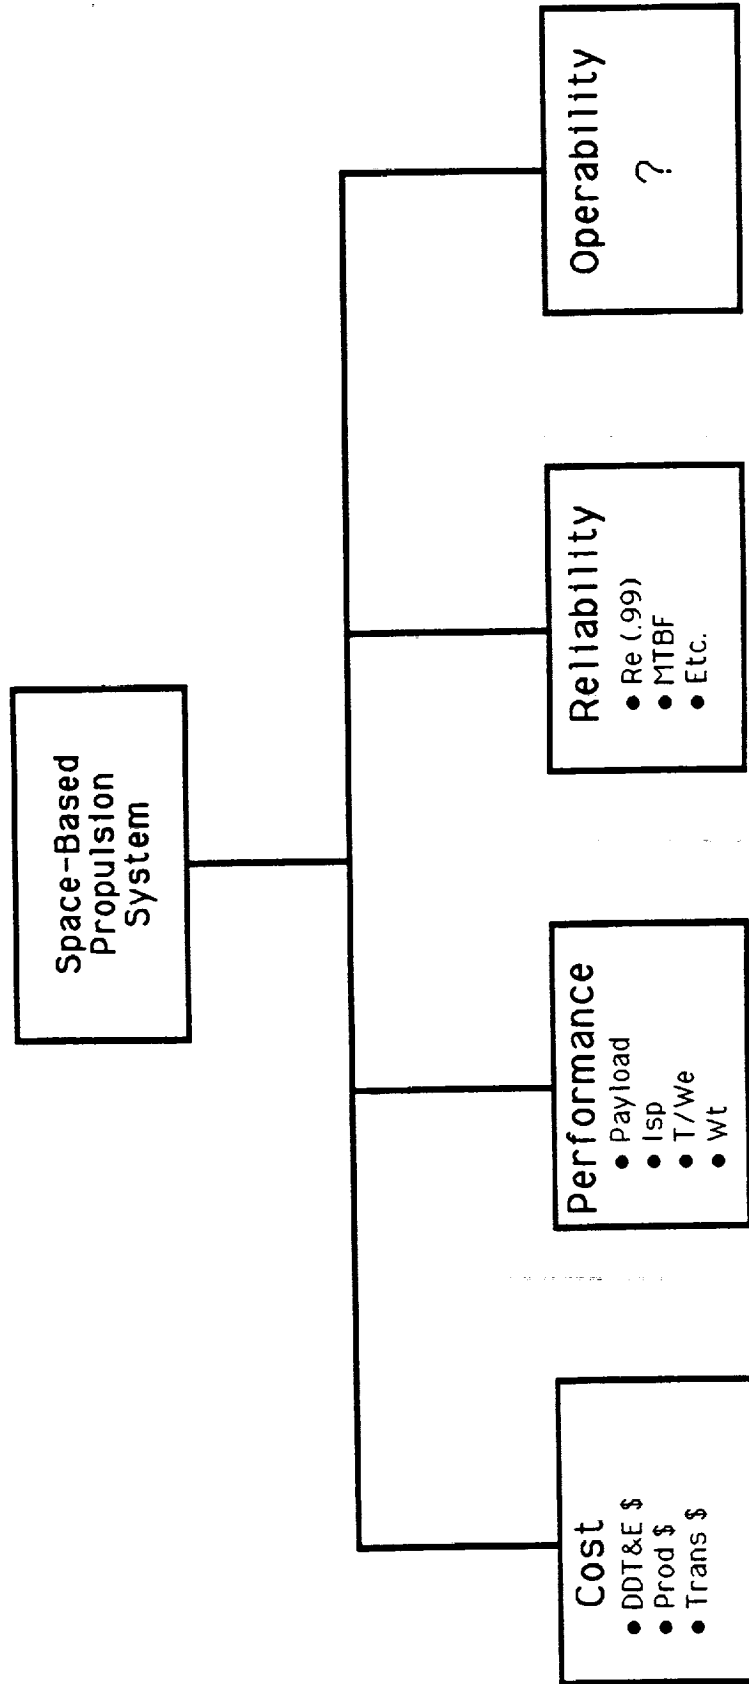 Space-Based
Propulsion
System
Cost
● DDT&E $
● Prod $
● Trans $
Performance
● Payload
● Isp
● T/We
● Wt
Reliability
● Re (.99)
● MTBF
● Etc.
Operability
?